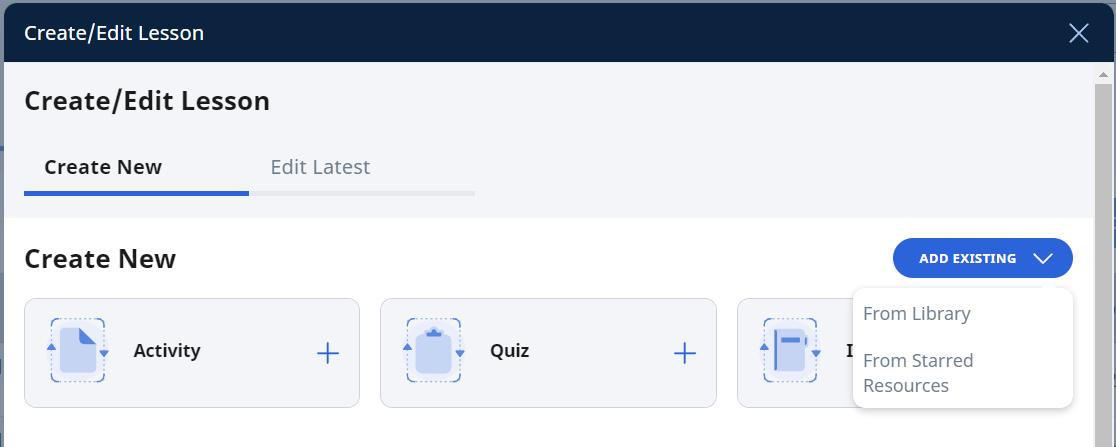 Create/Edit Lesson
Create/Edit Lesson
Create New
Edit Latest
Create New
ADD EXISTING
From Library
From Starred
Resources
Activity
Quiz